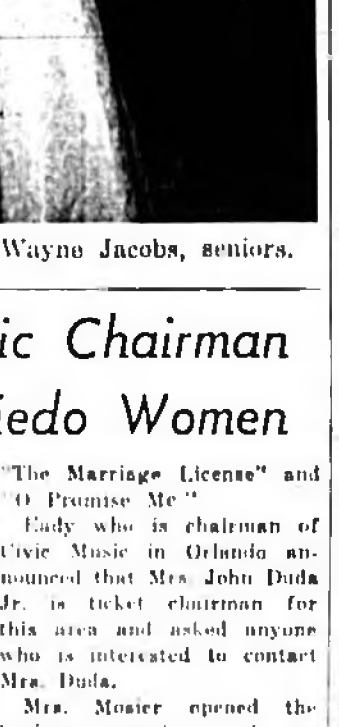 Wayne Jacobs, seniors.
ic Chairman
iedo Women
"The Marriage License" and
"O Promise Me"
Eady who is chairman of
Civic Music in Orlando an-
nounced that Mrs. John Duda
Jr. is ticket chairman for
this area and asked anyone
who is interested to contact
Mrs. Duda.
Mrs. Mosier opened the